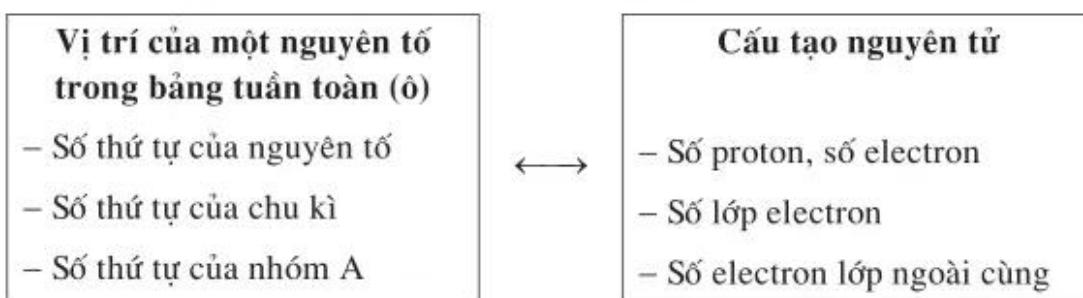 Vị trí của một nguyên tố
trong bảng tuần toàn (ô)
– Số thứ tự của nguyên tố
– Số thứ tự của chu kì
– Số thứ tự của nhóm A
⟷
Cấu tạo nguyên tử
– Số proton, số electron
– Số lớp electron
– Số electron lớp ngoài cùng